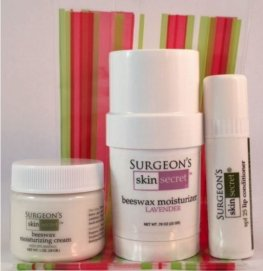 SURGEON'S
skin secret
beeswax
moisturizing cream
SURGEON'S
skin secret
beeswax moisturizer
LAVENDER
SURGEON'S
skin secret
spf 25 lip conditioner